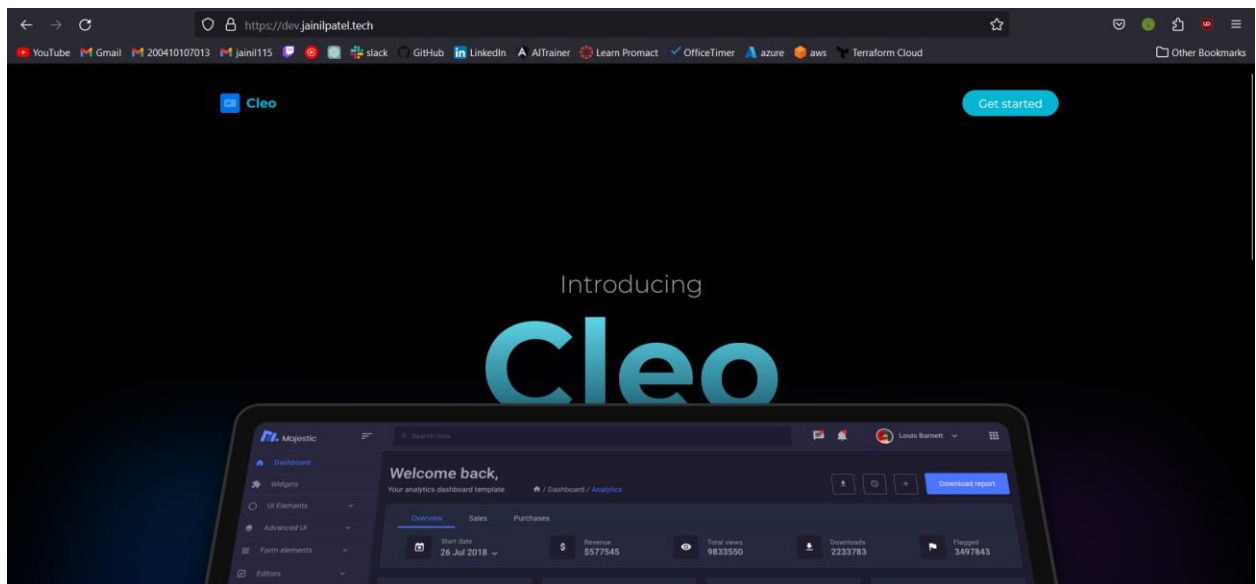 https://dev.jainilpatel.tech
YouTube Gmail 200410107013 jainil115 slack GitHub LinkedIn AITrainer Learn Promact OfficeTimer azure aws Terraform Cloud Other Bookmarks
Cleo Get started
Introducing
Cleo
Majestic Search now Louis Barnett
Dashboard
Welcome back,
Widgets
Your analytics dashboard template / Dashboard / Analytics Download report
UI Elements
Overview Sales Purchases
Advanced UI
Start date Revenue Total views Downloads Flagged
26 Jul 2018 $577545 9833550 2233783 3497843
Form elements
Editors